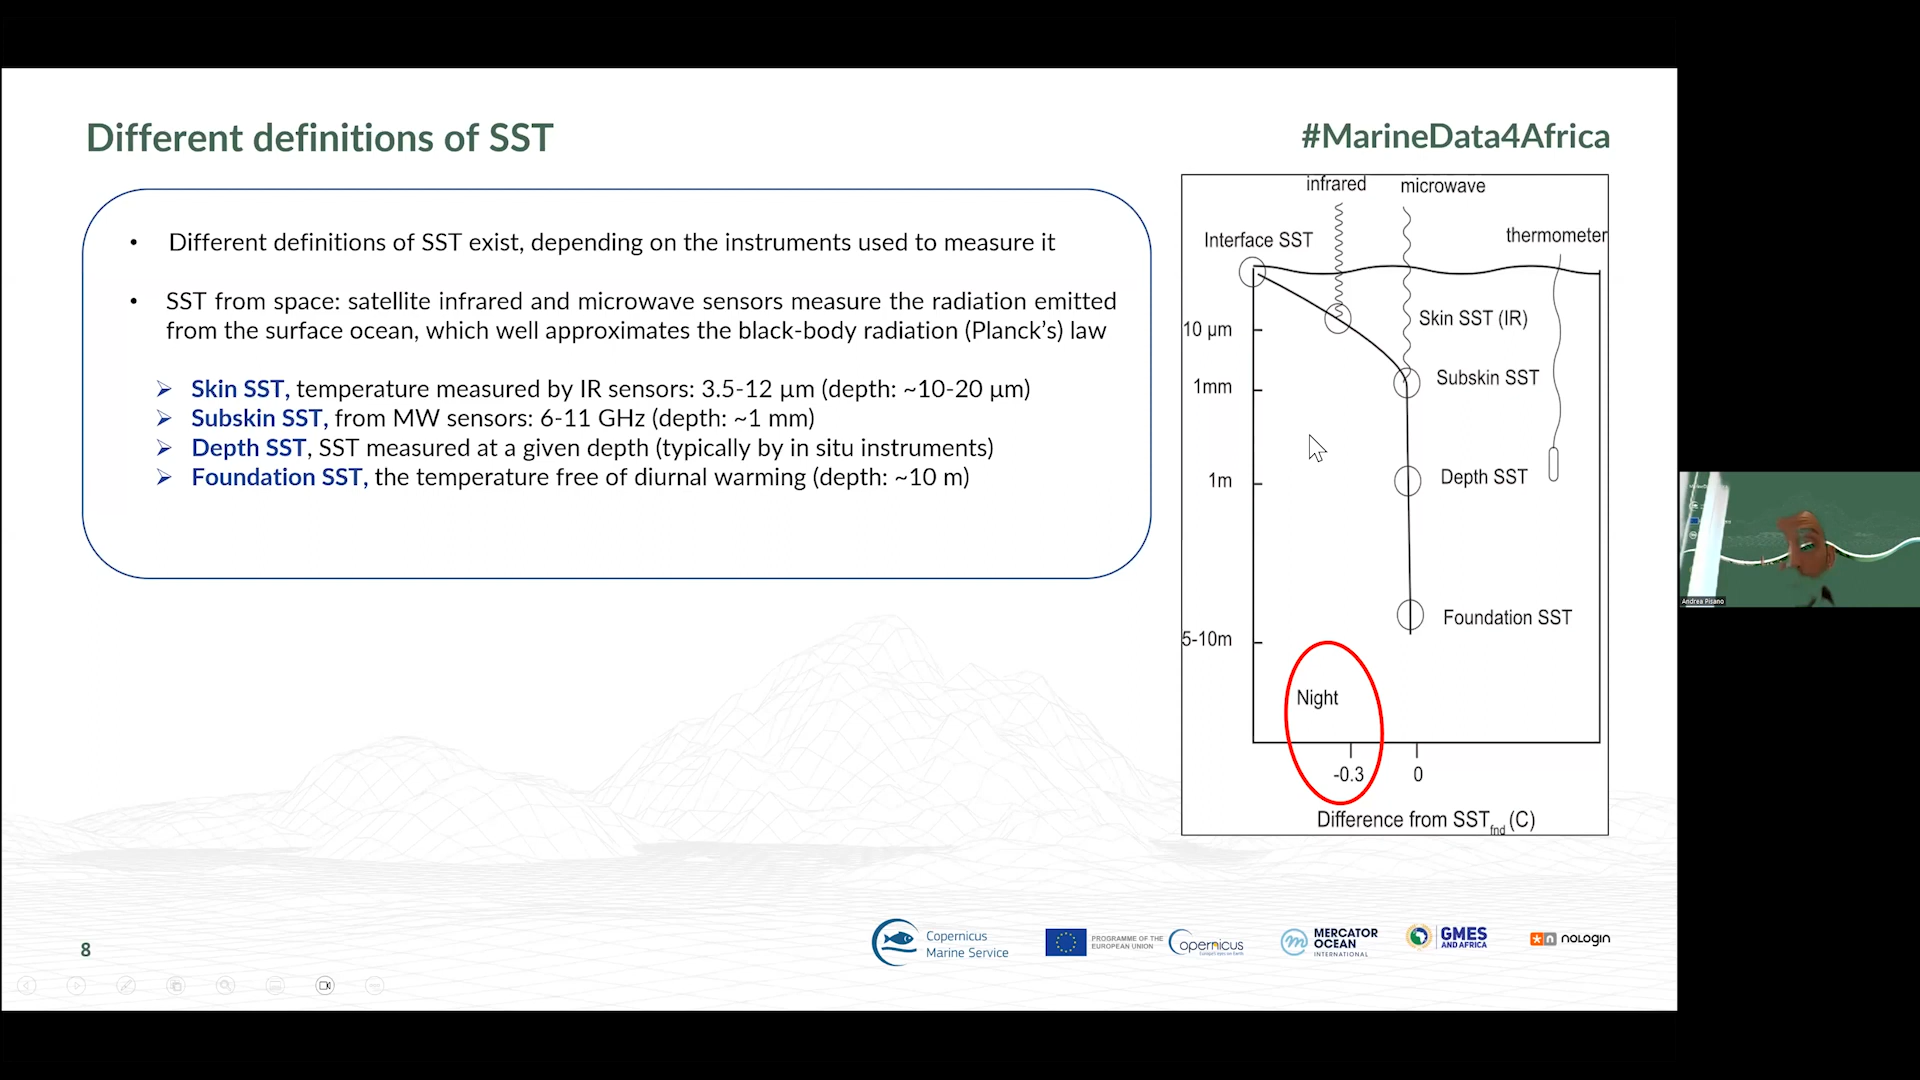 Different definitions of SST
#MarineData4Africa
• Different definitions of SST exist, depending on the instruments used to measure it
• SST from space: satellite infrared and microwave sensors measure the radiation emitted
from the surface ocean, which well approximates the black-body radiation (Planck's) law
➢ Skin SST, temperature measured by IR sensors: 3.5-12 µm (depth: ~10-20 µm)
➢ Subskin SST, from MW sensors: 6-11 GHz (depth: ~1 mm)
➢ Depth SST, SST measured at a given depth (typically by in situ instruments)
➢ Foundation SST, the temperature free of diurnal warming (depth: ~10 m)
infrared
microwave
thermometer
Interface SST
10 µm
Skin SST (IR)
1mm
Subskin SST
1m
Depth SST
5-10m
Foundation SST
Night
-0.3
0
Difference from SSTfnd (C)
8
Copernicus
Marine Service
PROGRAMME OF THE
EUROPEAN UNION
opernicus
Europe's eyes on Earth
MERCATOR
OCEAN
INTERNATIONAL
GMES
AND AFRICA
nologin
Andrea Pisano